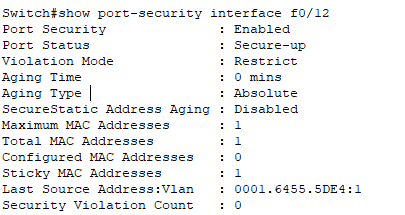 Switch#show port-security interface f0/12
Port Security : Enabled
Port Status : Secure-up
Violation Mode : Restrict
Aging Time : 0 mins
Aging Type : Absolute
SecureStatic Address Aging : Disabled
Maximum MAC Addresses : 1
Total MAC Addresses : 1
Configured MAC Addresses : 0
Sticky MAC Addresses : 1
Last Source Address:Vlan : 0001.6455.5DE4:1
Security Violation Count : 0